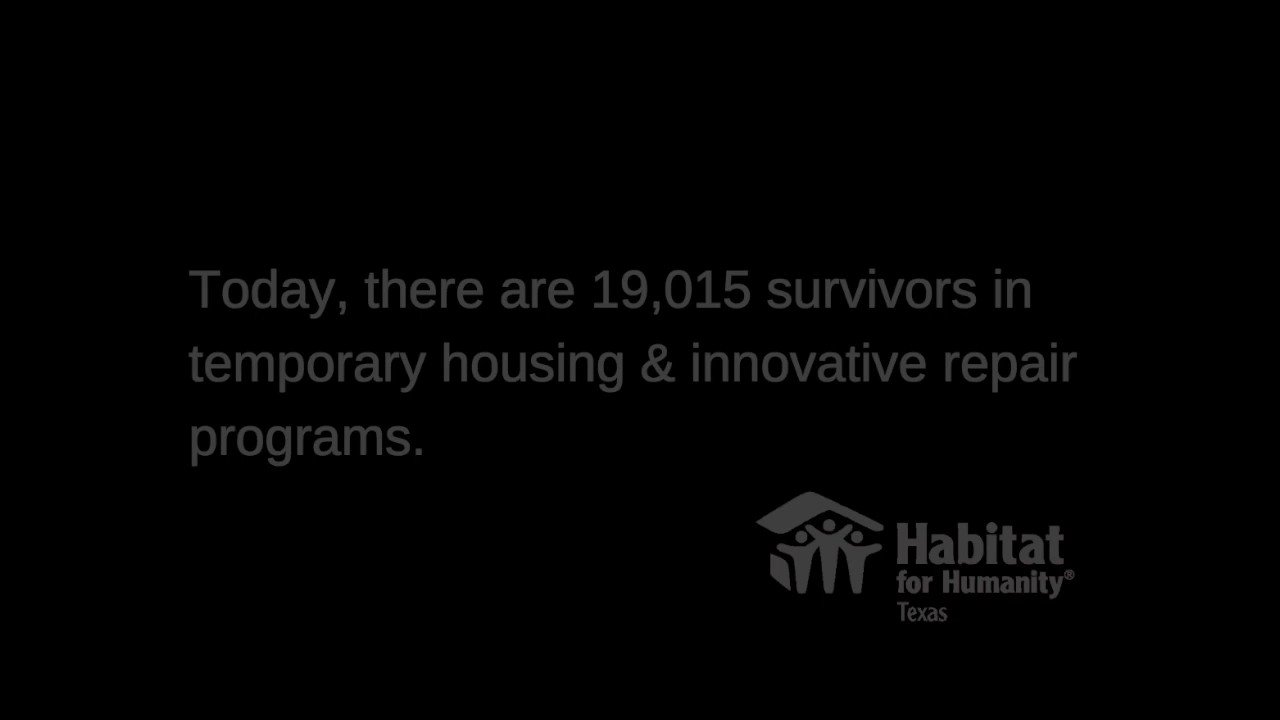 Today, there are 19,015 survivors in
temporary housing & innovative repair
programs.
Habitat
for Humanity®
Texas